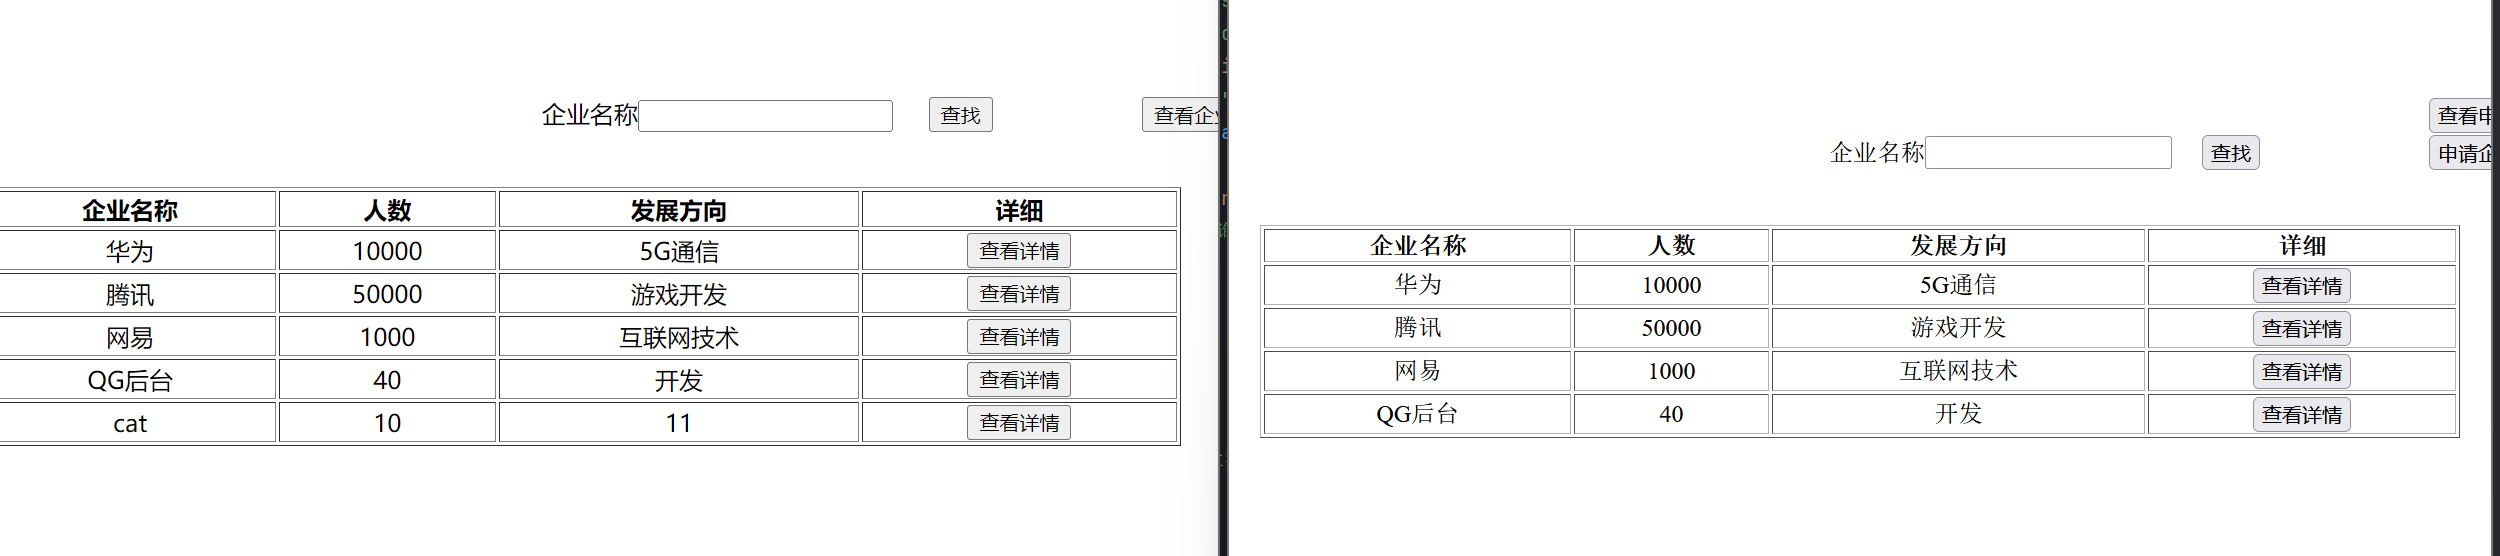 企业名称 查找 查看企
企业名称 人数 发展方向 详细
华为 10000 5G通信 查看详情
腾讯 50000 游戏开发 查看详情
网易 1000 互联网技术 查看详情
QG后台 40 开发 查看详情
cat 10 11 查看详情
查看申
企业名称 查找 申请企
企业名称 人数 发展方向 详细
华为 10000 5G通信 查看详情
腾讯 50000 游戏开发 查看详情
网易 1000 互联网技术 查看详情
QG后台 40 开发 查看详情